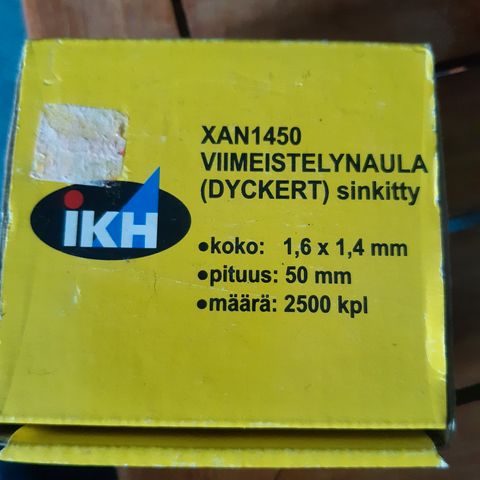 XAN1450
VIIMEISTELYNAULA
(DYCKERT) sinkitty
iKH
●koko: 1,6 x 1,4 mm
●pituus: 50 mm
●määrä: 2500 kpl